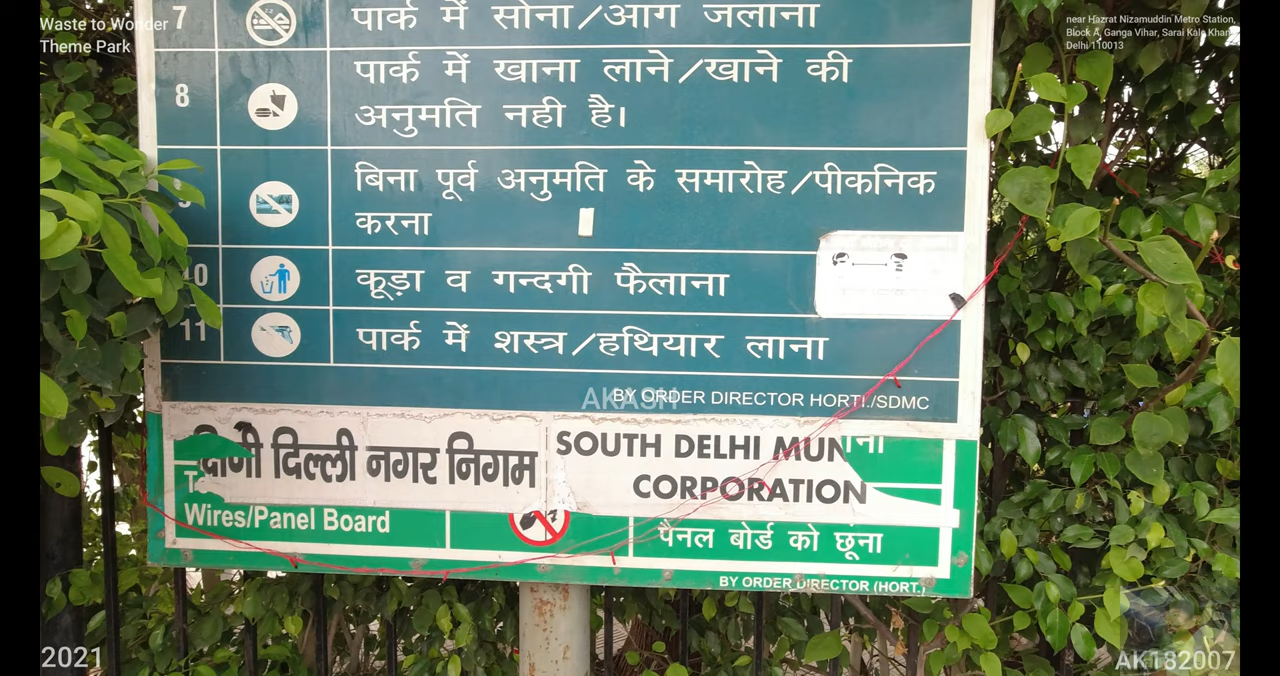 Waste to Wonder
Theme Park
near Hazrat Nizamuddin Metro Station,
Block A, Ganga Vihar, Sarai Kale Khan,
Delhi 110013
7 पार्क में सोना/आग जलाना
8 पार्क में खाना लाने/खाने की
अनुमति नही है।
बिना पूर्व अनुमति के समारोह/पीकनिक
करना
10 कूड़ा व गन्दगी फैलाना
11 पार्क में शस्त्र/हथियार लाना
AKASH
BY ORDER DIRECTOR HORTI./SDMC
दिल्ली नगर निगम
SOUTH DELHI MUN
CORPORATION
Wires/Panel Board
पैनल बोर्ड को छूना
BY ORDER DIRECTOR (HORT.)
2021
AK182007